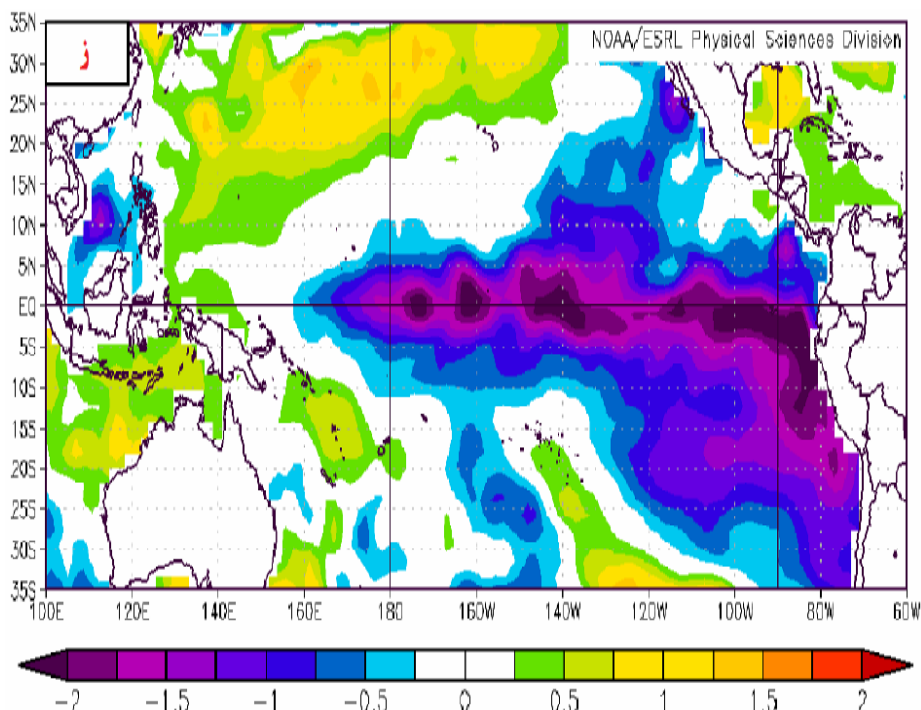 35N
ز
NOAA/ESRL Physical Sciences Division
30N
25N
20N
15N
10N
5N
EQ
5S
10S
15S
20S
25S
30S
35S
100E 120E 140E 160E 180 160W 140W 120W 100W 80W 60W
-2 -1.5 -1 -0.5 0 0.5 1 1.5 2